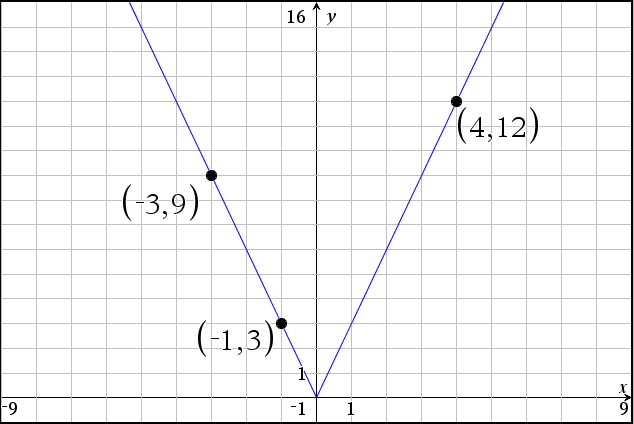 16 y
(4,12)
(-3,9)
(-1,3)
1
x
-9 -1 1 9